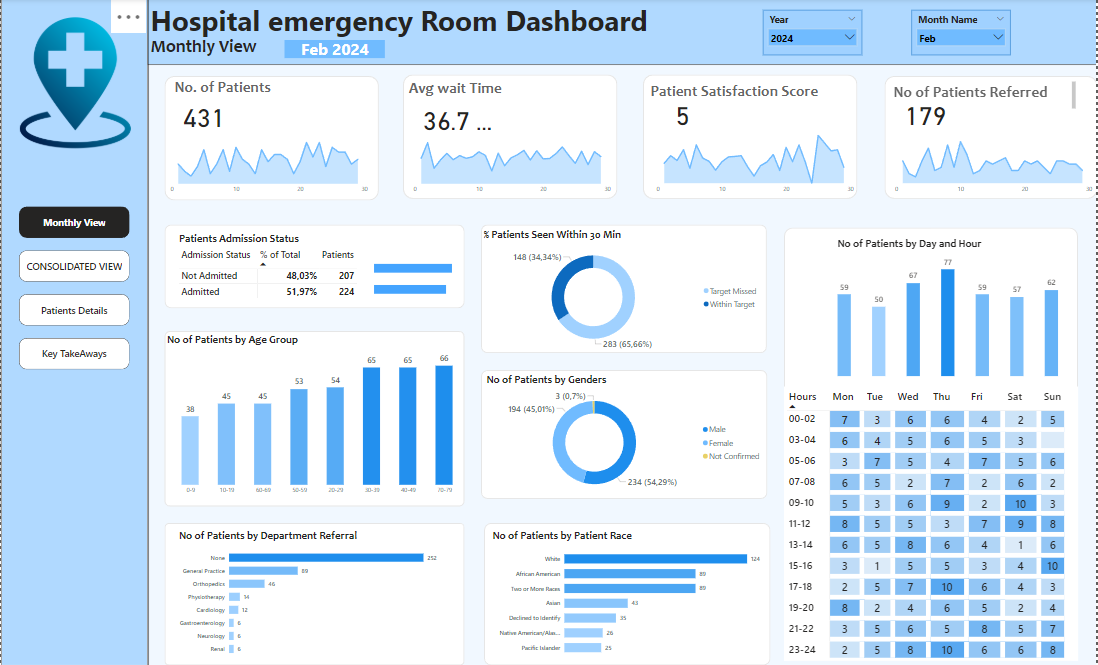 Hospital emergency Room Dashboard
Monthly View
Feb 2024
Year
2024
Month Name
Feb
Monthly View
CONSOLIDATED VIEW
Patients Details
Key TakeAways
No. of Patients
431
0 10 20 30
Avg wait Time
36.7 ...
0 10 20 30
Patient Satisfaction Score
5
0 10 20 30
No of Patients Referred
179
0 10 20 30
Patients Admission Status
Admission Status % of Total Patients
Not Admitted 48,03% 207
Admitted 51,97% 224
% Patients Seen Within 30 Min
148 (34,34%)
283 (65,66%)
Target Missed
Within Target
No of Patients by Age Group
38 45 45 53 54 65 65 66
0-9 10-19 60-69 50-59 20-29 30-39 40-49 70-79
No of Patients by Genders
3 (0,7%)
194 (45,01%)
234 (54,29%)
Male
Female
Not Confirmed
No of Patients by Department Referral
None 252
General Practice 89
Orthopedics 46
Physiotherapy 14
Cardiology 12
Gastroenterology 6
Neurology 6
Renal 6
No of Patients by Patient Race
White 124
African American 89
Two or More Races 89
Asian 43
Declined to Identify 35
Native American/Alas... 26
Pacific Islander 25
No of Patients by Day and Hour
59 50 67 77 59 57 62
Hours Mon Tue Wed Thu Fri Sat Sun
00-02 7 3 6 6 4 2 5
03-04 6 4 5 6 5 3
05-06 3 7 5 4 7 5 6
07-08 6 5 2 7 2 6 2
09-10 5 3 6 9 2 10 3
11-12 8 5 5 3 7 9 8
13-14 6 5 8 6 4 1 6
15-16 3 1 5 5 3 4 10
17-18 2 5 7 10 6 4 3
19-20 8 2 4 6 5 2 4
21-22 3 5 6 5 8 5 7
23-24 2 5 8 10 6 6 8